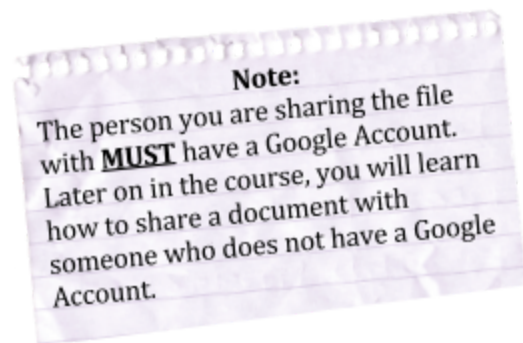 Note:
The person you are sharing the file
with MUST have a Google Account.
Later on in the course, you will learn
how to share a document with
someone who does not have a Google
Account.